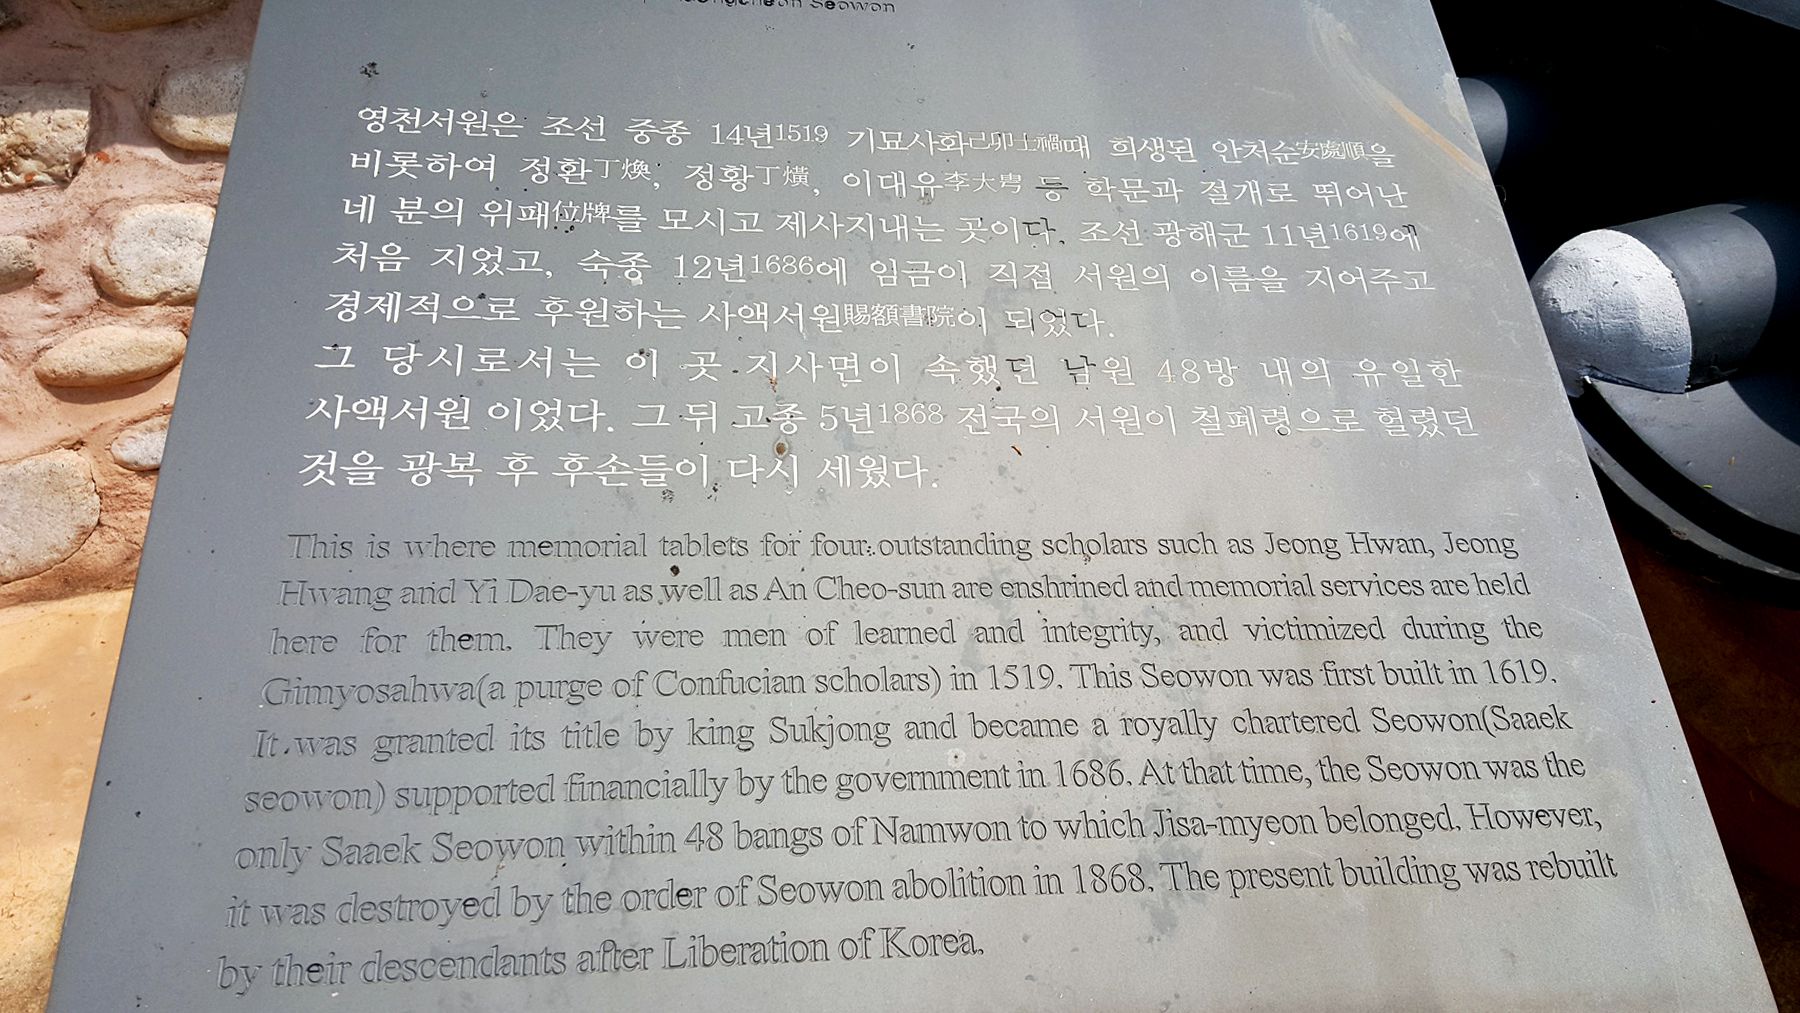 Seowon
영천서원은 조선 중종 14년1519 기묘사화己卯士禍때 희생된 안처순安處順을
비롯하여 정환丁煥, 정황丁熿, 이대유李大㽕 등 학문과 절개로 뛰어난
네 분의 위패位牌를 모시고 제사지내는 곳이다. 조선 광해군 11년1619에
처음 지었고, 숙종 12년1686에 임금이 직접 서원의 이름을 지어주고
경제적으로 후원하는 사액서원賜額書院이 되었다.
그 당시로서는 이 곳 지사면이 속했던 남원 48방 내의 유일한
사액서원 이었다. 그 뒤 고종 5년1868 전국의 서원이 철폐령으로 헐렸던
것을 광복 후 후손들이 다시 세웠다.
This is where memorial tablets for four outstanding scholars such as Jeong Hwan, Jeong
Hwang and Yi Dae-yu as well as An Cheo-sun are enshrined and memorial services are held
here for them. They were men of learned and integrity, and victimized during the
Gimyosahwa(a purge of Confucian scholars) in 1519. This Seowon was first built in 1619.
It was granted its title by king Sukjong and became a royally chartered Seowon(Saaek
seowon) supported financially by the government in 1686. At that time, the Seowon was the
only Saaek Seowon within 48 bangs of Namwon to which Jisa-myeon belonged. However,
it was destroyed by the order of Seowon abolition in 1868. The present building was rebuilt
by their descendants after Liberation of Korea.